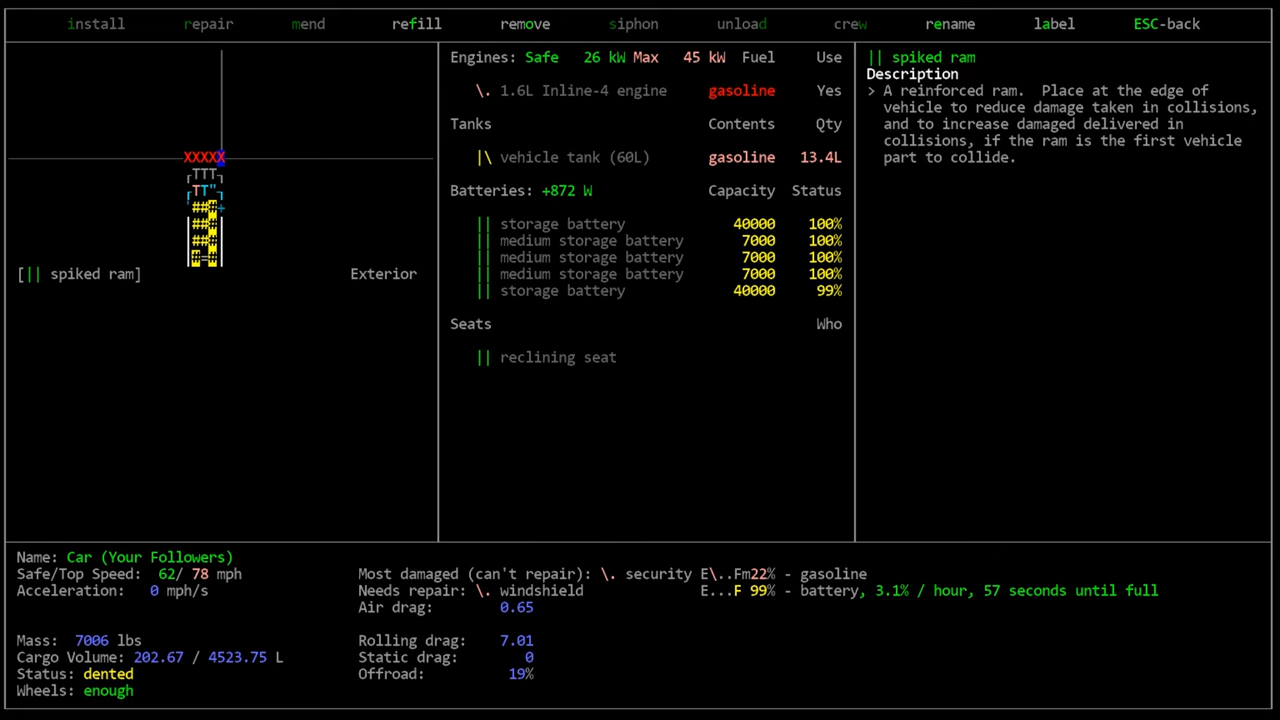 install repair mend refill remove siphon unload crew rename label ESC-back
Engines: Safe 26 kW Max 45 kW Fuel Use
\. 1.6L Inline-4 engine gasoline Yes
Tanks Contents Qty
|\ vehicle tank (60L) gasoline 13.4L
Batteries: +872 W Capacity Status
|| storage battery 40000 100%
|| medium storage battery 7000 100%
|| medium storage battery 7000 100%
|| medium storage battery 7000 100%
|| storage battery 40000 99%
Seats Who
|| reclining seat
|| spiked ram
Description
> A reinforced ram. Place at the edge of
vehicle to reduce damage taken in collisions,
and to increase damaged delivered in
collisions, if the ram is the first vehicle
part to collide.
XXXXX
TTT
TT"
##
##
##
[|| spiked ram] Exterior
Name: Car (Your Followers)
Safe/Top Speed: 62/ 78 mph
Acceleration: 0 mph/s
Mass: 7006 lbs
Cargo Volume: 202.67 / 4523.75 L
Status: dented
Wheels: enough
Most damaged (can't repair): \. security E\..Fm22% - gasoline
Needs repair: \. windshield E...F 99% - battery, 3.1% / hour, 57 seconds until full
Air drag: 0.65
Rolling drag: 7.01
Static drag: 0
Offroad: 19%